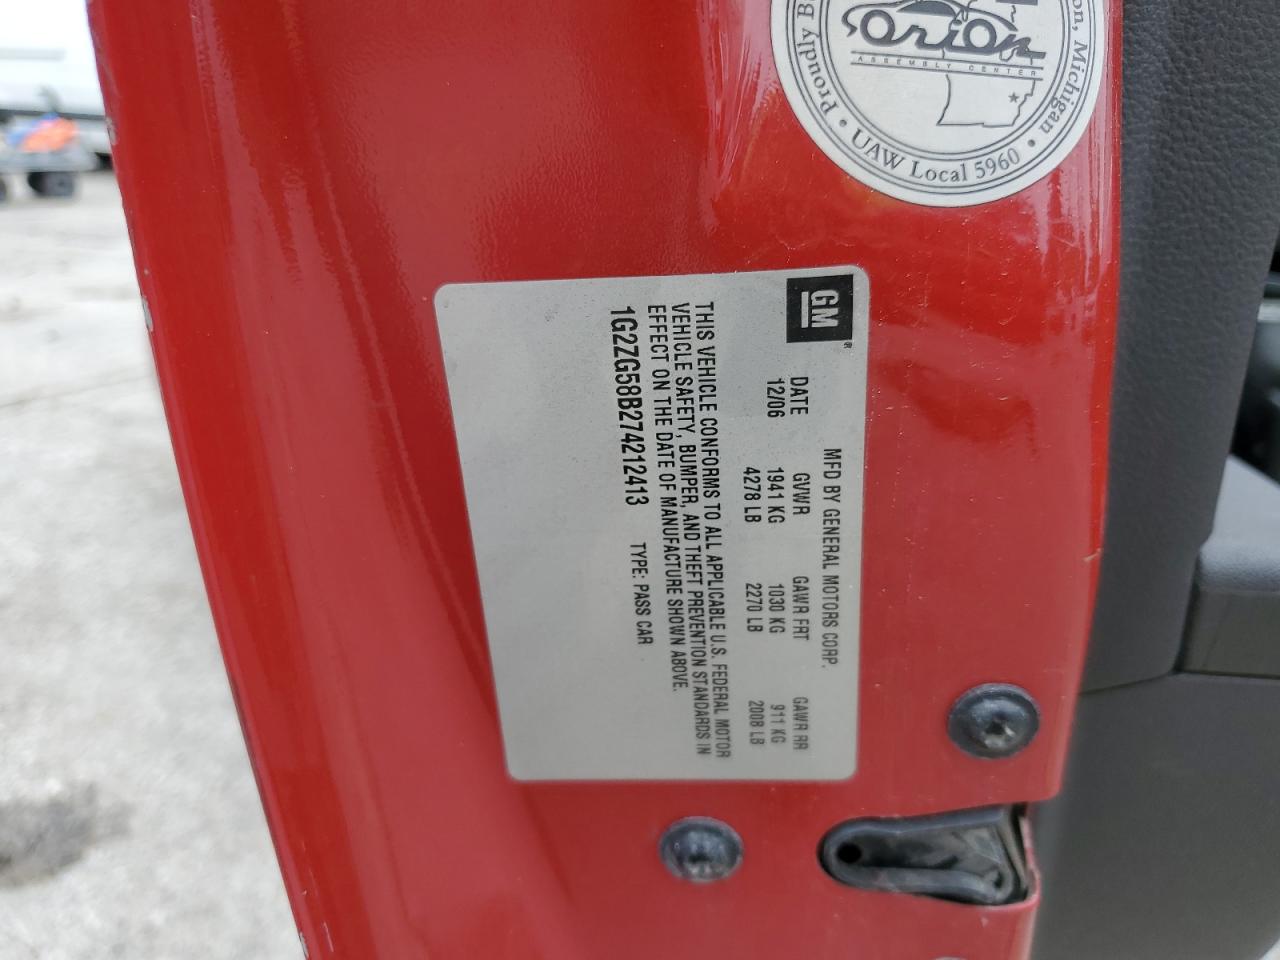 Orion
ASSEMBLY CENTER
Proudly B
on, Michigan
• UAW Local 5960 •
GM®
MFD BY GENERAL MOTORS CORP.
DATE GVWR GAWR FRT GAWR RR
12/06 1941 KG 1030 KG 911 KG
4278 LB 2270 LB 2008 LB
THIS VEHICLE CONFORMS TO ALL APPLICABLE U.S. FEDERAL MOTOR
VEHICLE SAFETY, BUMPER, AND THEFT PREVENTION STANDARDS IN
EFFECT ON THE DATE OF MANUFACTURE SHOWN ABOVE.
1G2ZG58B274212413 TYPE: PASS CAR